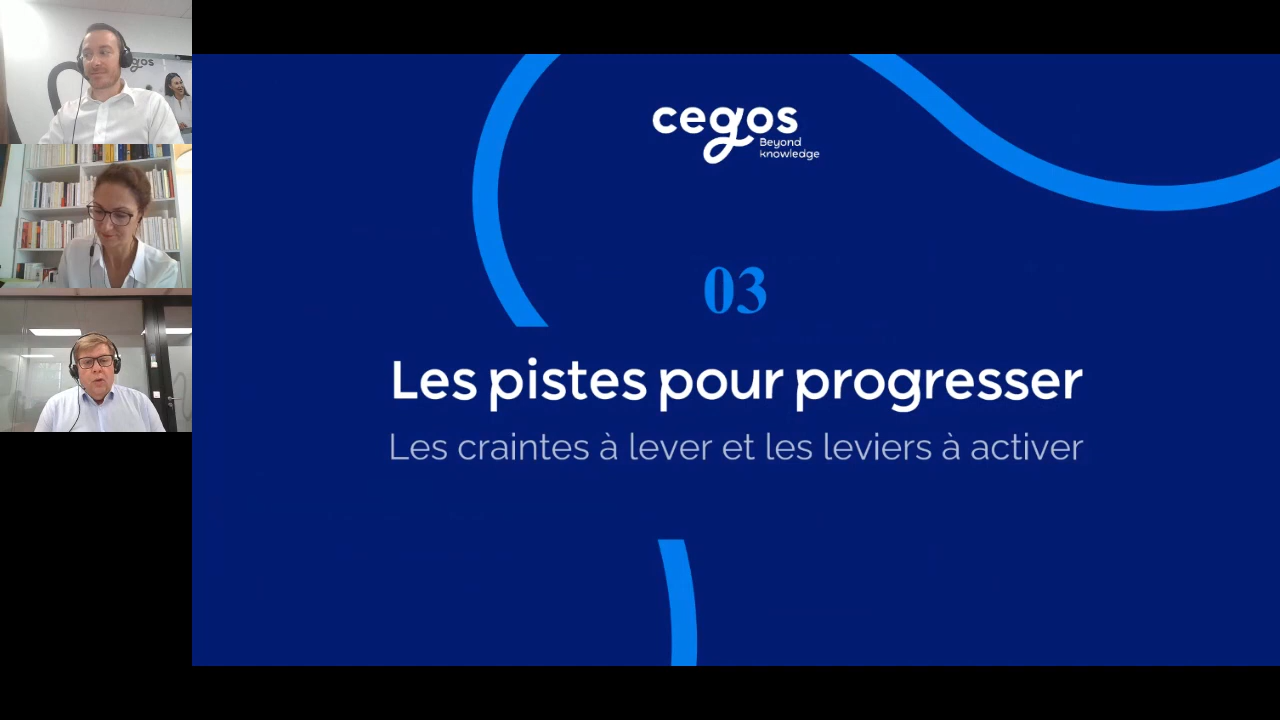 cegos
Beyond
knowledge
03
Les pistes pour progresser
Les craintes à lever et les leviers à activer